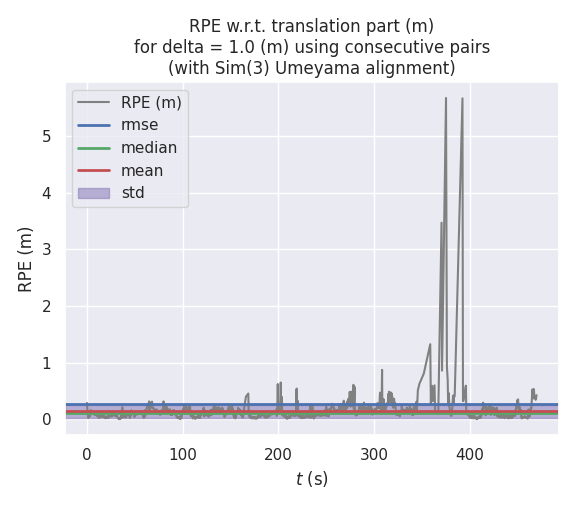 RPE w.r.t. translation part (m)
for delta = 1.0 (m) using consecutive pairs
(with Sim(3) Umeyama alignment)
RPE (m)
rmse
median
mean
std
RPE (m)
5
4
3
2
1
0
0
100
200
300
400
t (s)